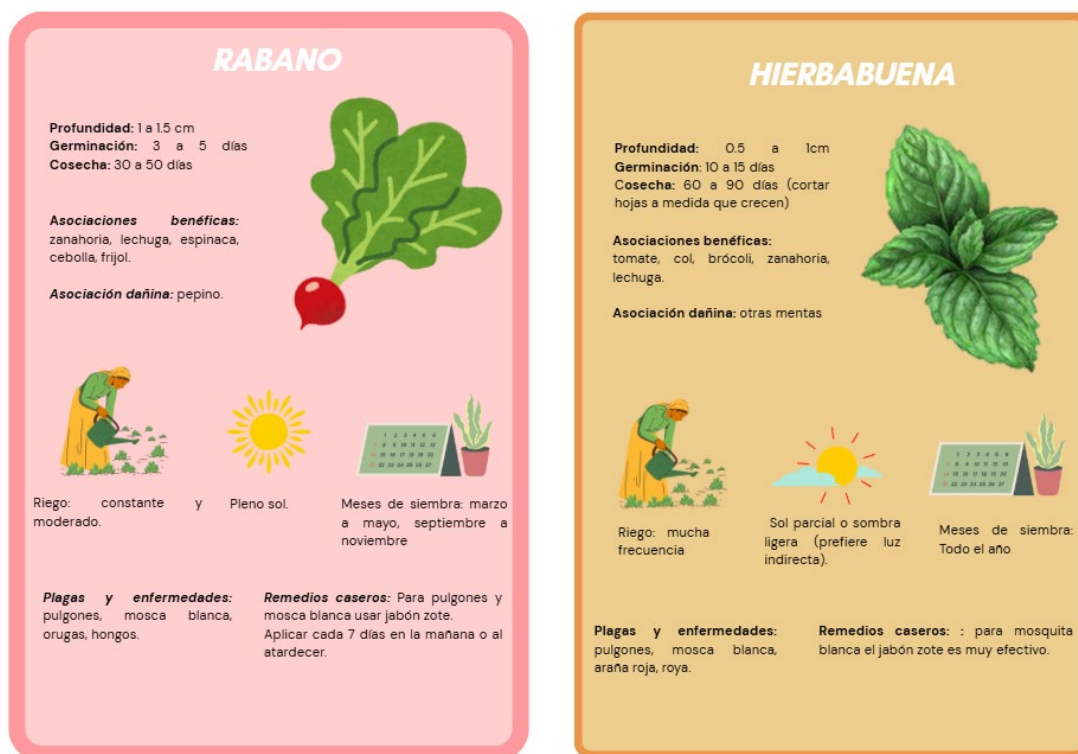 RABANO
Profundidad: 1 a 1.5 cm
Germinación: 3 a 5 días
Cosecha: 30 a 50 días
Asociaciones benéficas:
zanahoria, lechuga, espinaca,
cebolla, frijol.
Asociación dañina: pepino.
Riego: constante y
moderado.
Pleno sol.
Meses de siembra: marzo
a mayo, septiembre a
noviembre
Plagas y enfermedades:
pulgones, mosca blanca,
orugas, hongos.
Remedios caseros: Para pulgones y
mosca blanca usar jabón zote.
Aplicar cada 7 días en la mañana o al
atardecer.
HIERBABUENA
Profundidad: 0.5 a 1cm
Germinación: 10 a 15 días
Cosecha: 60 a 90 días (cortar
hojas a medida que crecen)
Asociaciones benéficas:
tomate, col, brócoli, zanahoria,
lechuga.
Asociación dañina: otras mentas
Riego: mucha
frecuencia
Sol parcial o sombra
ligera (prefiere luz
indirecta).
Meses de siembra:
Todo el año
Plagas y enfermedades:
pulgones, mosca blanca,
araña roja, roya.
Remedios caseros: : para mosquita
blanca el jabón zote es muy efectivo.